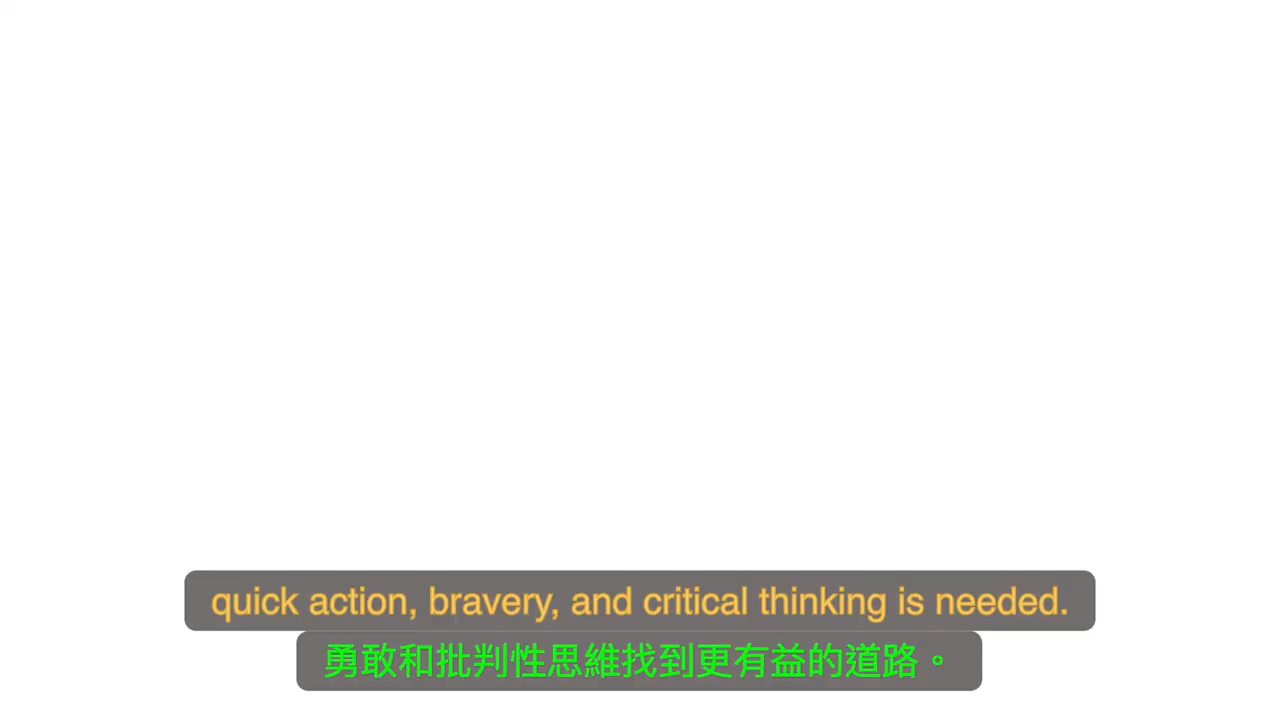 quick action, bravery, and critical thinking is needed.
勇敢和批判性思維找到更有益的道路。